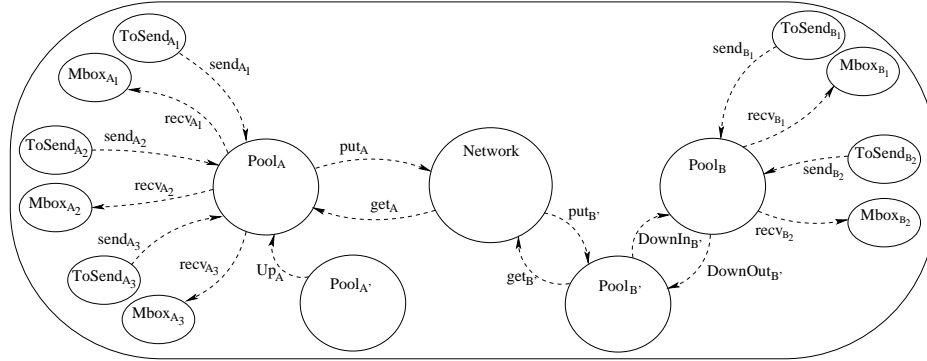 ToSend_A1
send_A1
Mbox_A1
recv_A1
ToSend_A2
send_A2
Pool_A
put_A
Network
recv_A2
Mbox_A2
get_A
send_A3
ToSend_A3
recv_A3
Up_A'
Pool_A'
Mbox_A3
ToSend_B1
send_B1
Mbox_B1
recv_B1
Pool_B
ToSend_B2
send_B2
put_B'
Mbox_B2
recv_B2
DownIn_B'
get_B'
DownOut_B'
Pool_B'